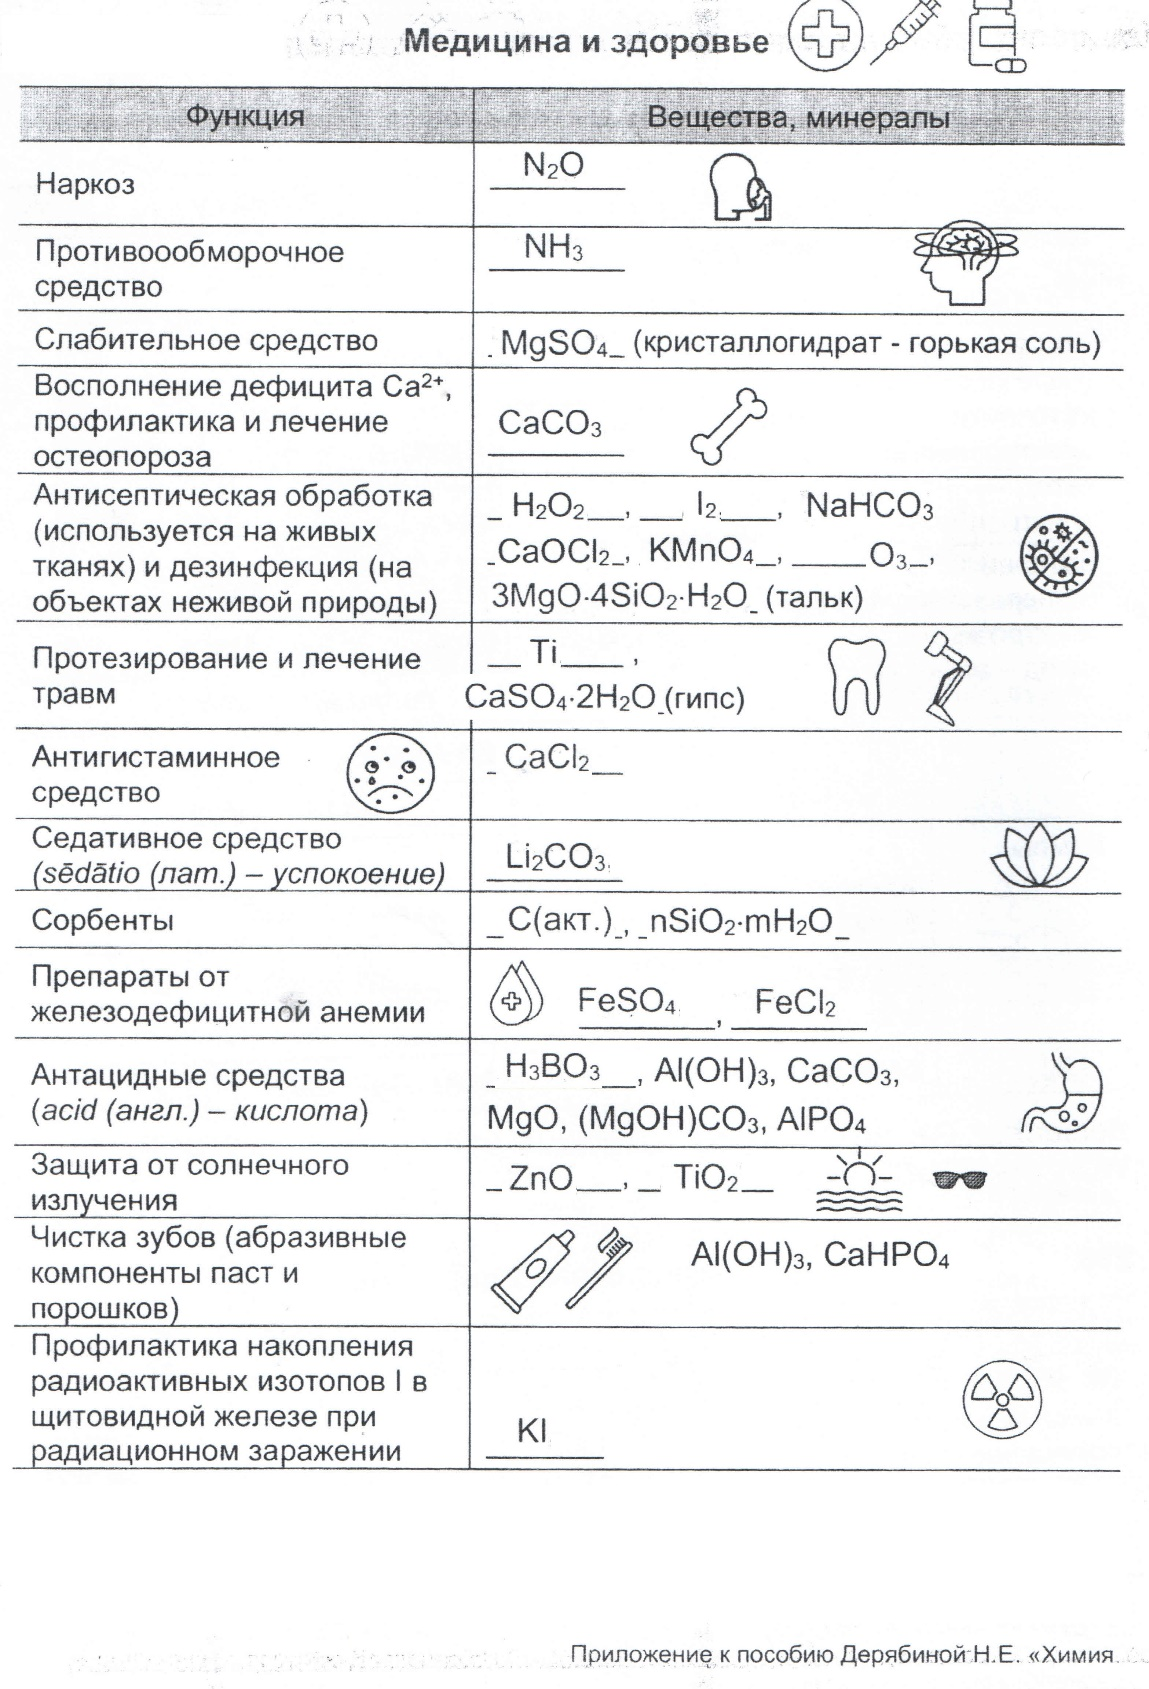 Медицина и здоровье
Функция
Вещества, минералы
Наркоз
N₂O
Противоообморочное
средство
NH₃
Слабительное средство
MgSO₄ (кристаллогидрат - горькая соль)
Восполнение дефицита Ca²⁺,
профилактика и лечение
остеопороза
CaCO₃
Антисептическая обработка
(используется на живых
тканях) и дезинфекция (на
объектах неживой природы)
H₂O₂, I₂, NaHCO₃
CaOCl₂, KMnO₄, O₃,
3MgO·4SiO₂·H₂O (тальк)
Протезирование и лечение
травм
Ti,
CaSO₄·2H₂O (гипс)
Антигистаминное
средство
CaCl₂
Седативное средство
(sēdātio (лат.) – успокоение)
Li₂CO₃
Сорбенты
C(акт.), nSiO₂·mH₂O
Препараты от
железодефицитной анемии
FeSO₄, FeCl₂
Антацидные средства
(acid (англ.) – кислота)
H₃BO₃, Al(OH)₃, CaCO₃,
MgO, (MgOH)CO₃, AlPO₄
Защита от солнечного
излучения
ZnO, TiO₂
Чистка зубов (абразивные
компоненты паст и
порошков)
Al(OH)₃, CaHPO₄
Профилактика накопления
радиоактивных изотопов I в
щитовидной железе при
радиационном заражении
KI
Приложение к пособию Дерябиной Н.Е. «Химия